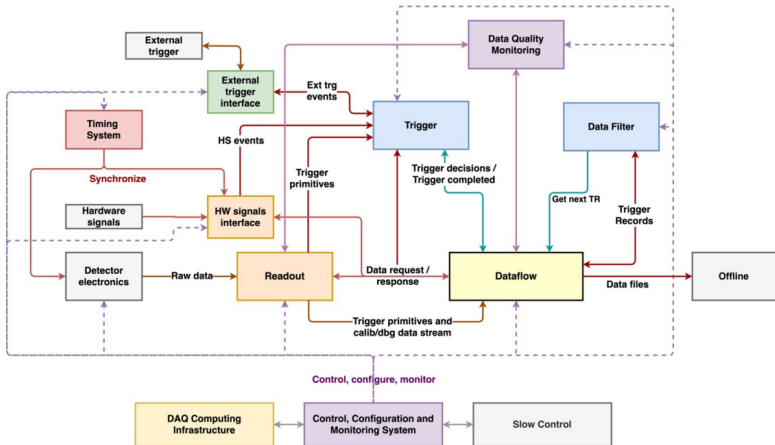 External
trigger
Data Quality
Monitoring
External
trigger
interface
Ext trg
events
Timing
System
Trigger
Data Filter
HS events
Synchronize
Trigger
primitives
Trigger decisions /
Trigger completed
Get next TR
Trigger
Records
Hardware
signals
HW signals
interface
Detector
electronics
Raw data
Readout
Data request /
response
Dataflow
Data files
Offline
Trigger primitives and
calib/dbg data stream
Control, configure, monitor
DAQ Computing
Infrastructure
Control, Configuration and
Monitoring System
Slow Control